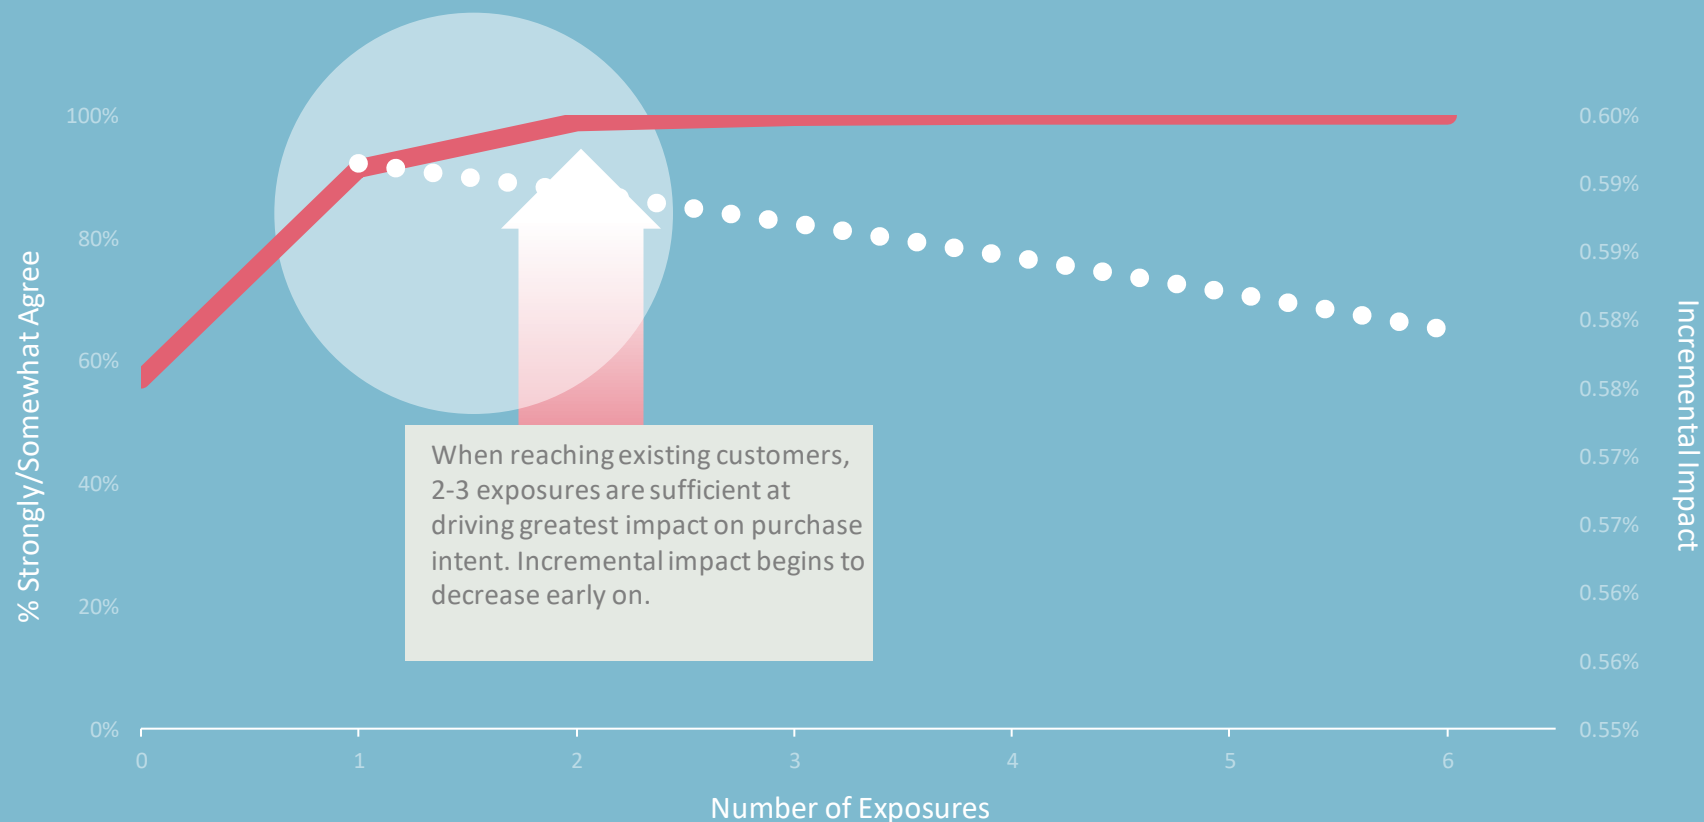 100%
80%
60%
40%
20%
0%
% Strongly/Somewhat Agree
0.60%
0.59%
0.59%
0.58%
0.58%
0.57%
0.57%
0.56%
0.56%
0.55%
Incremental Impact
When reaching existing customers,
2-3 exposures are sufficient at
driving greatest impact on purchase
intent. Incremental impact begins to
decrease early on.
0 1 2 3 4 5 6
Number of Exposures